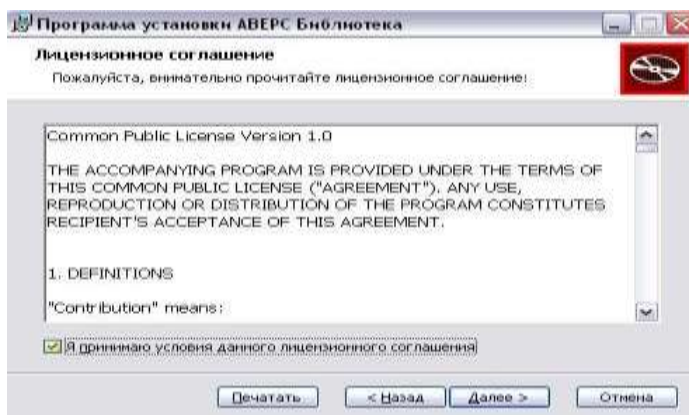 Программа установки АВЕРС Библиотека
Лицензионное соглашение
Пожалуйста, внимательно прочитайте лицензионное соглашение:
Common Public License Version 1.0
THE ACCOMPANYING PROGRAM IS PROVIDED UNDER THE TERMS OF
THIS COMMON PUBLIC LICENSE ("AGREEMENT"). ANY USE,
REPRODUCTION OR DISTRIBUTION OF THE PROGRAM CONSTITUTES
RECIPIENT'S ACCEPTANCE OF THIS AGREEMENT.
1. DEFINITIONS
"Contribution" means:
Я принимаю условия данного лицензионного соглашения
Печатать
< Назад
Далее >
Отмена